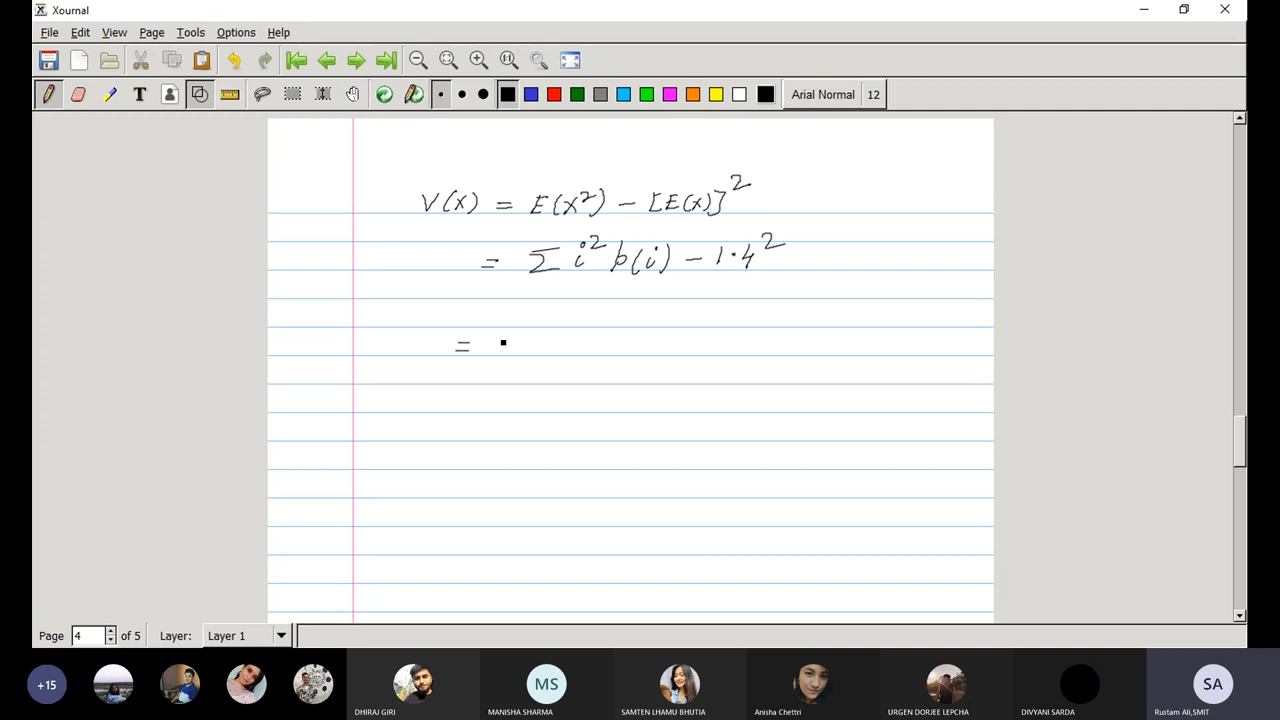 Xournal
File Edit View Page Tools Options Help
Arial Normal 12
V(x) = E(x²) - [E(x)]²
= Σ i² p(i) - 1.4²
=
Page 4 of 5 Layer: Layer 1
+15 MS SA
DHIRAJ GIRI MANISHA SHARMA SAMTEN LHAMU BHUTIA Anisha Chettri URGEN DORJEE LEPCHA DIVYANI SARDA Rustam Ali,SMIT